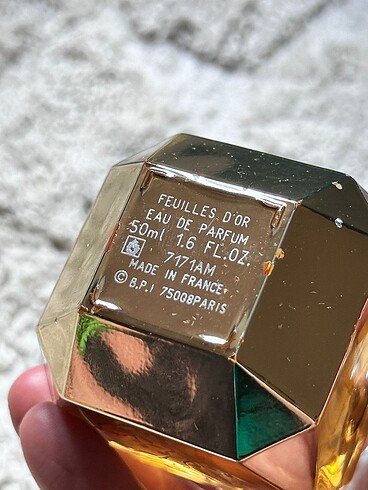 FEUILLES D'OR
EAU DE PARFUM
50ml 1.6 FL.OZ.
7171AM
MADE IN FRANCE.
© B.P.I 75008PARIS